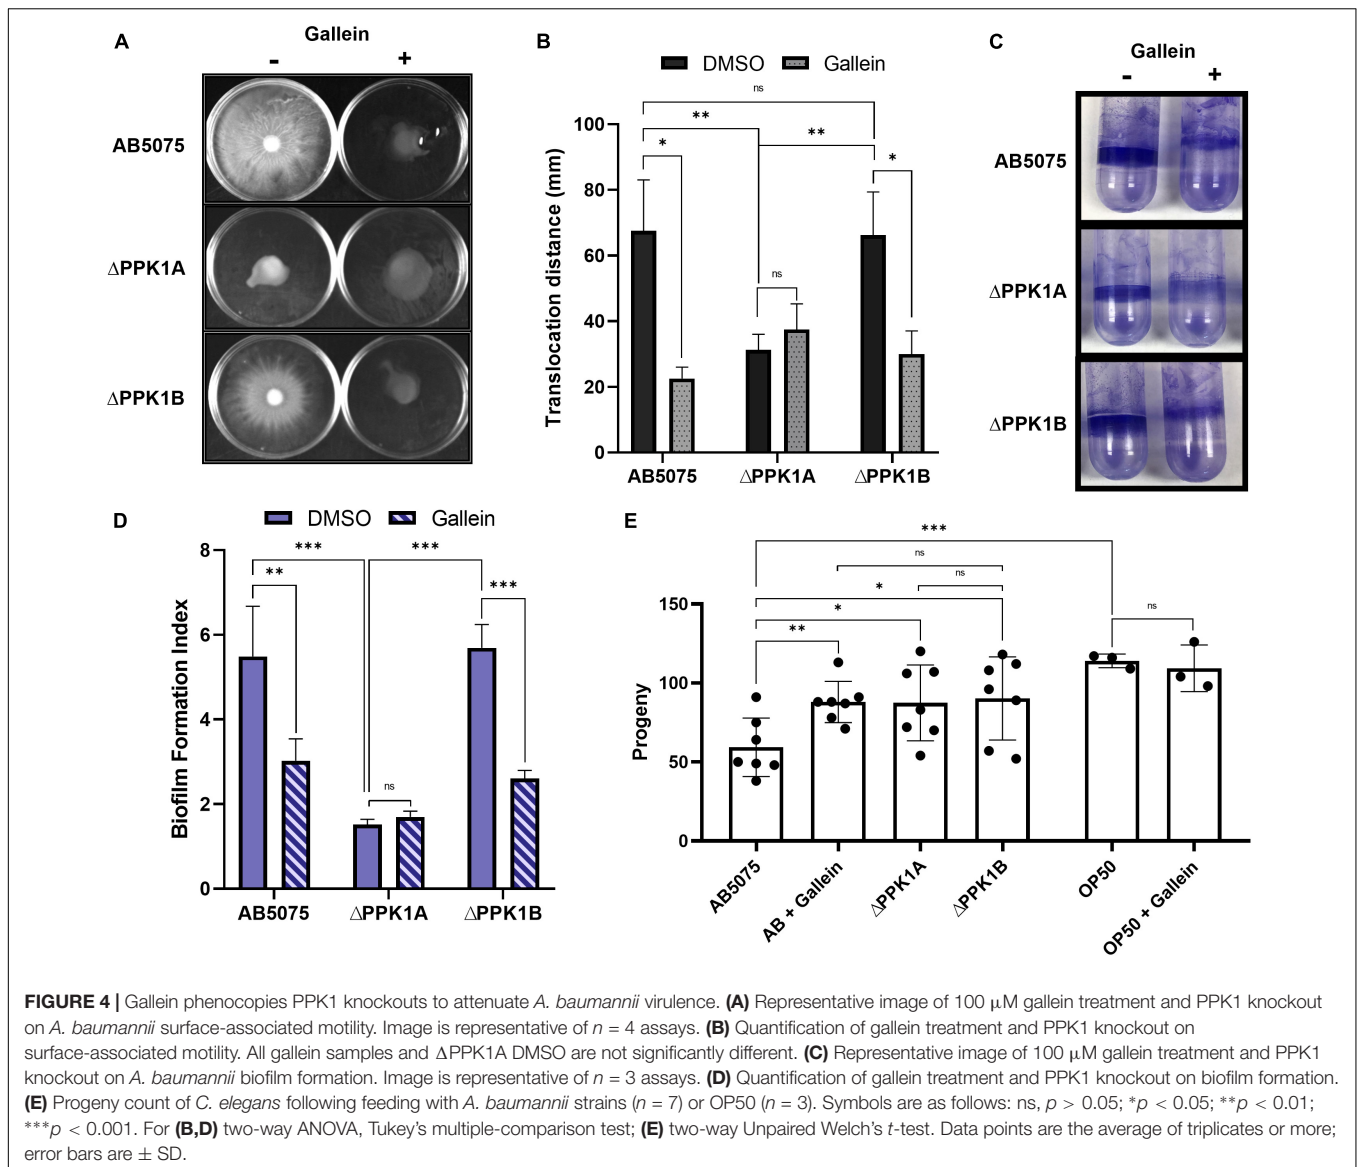 A
Gallein
- +
AB5075
ΔPPK1A
ΔPPK1B
B
DMSO Gallein
Translocation distance (mm)
100
80
60
40
20
0
ns
**
**
*
*
ns
AB5075 ΔPPK1A ΔPPK1B
C
Gallein
- +
AB5075
ΔPPK1A
ΔPPK1B
D
DMSO Gallein
Biofilm Formation Index
8
6
4
2
0
*** ***
** ***
ns
AB5075 ΔPPK1A ΔPPK1B
E
Progeny
150
100
50
0
***
ns
ns
*
*
**
ns
AB5075
AB + Gallein
ΔPPK1A
ΔPPK1B
OP50
OP50 + Gallein
FIGURE 4 | Gallein phenocopies PPK1 knockouts to attenuate A. baumannii virulence. (A) Representative image of 100 μM gallein treatment and PPK1 knockout
on A. baumannii surface-associated motility. Image is representative of n = 4 assays. (B) Quantification of gallein treatment and PPK1 knockout on
surface-associated motility. All gallein samples and ΔPPK1A DMSO are not significantly different. (C) Representative image of 100 μM gallein treatment and PPK1
knockout on A. baumannii biofilm formation. Image is representative of n = 3 assays. (D) Quantification of gallein treatment and PPK1 knockout on biofilm formation.
(E) Progeny count of C. elegans following feeding with A. baumannii strains (n = 7) or OP50 (n = 3). Symbols are as follows: ns, p > 0.05; *p < 0.05; **p < 0.01;
***p < 0.001. For (B,D) two-way ANOVA, Tukey's multiple-comparison test; (E) two-way Unpaired Welch's t-test. Data points are the average of triplicates or more;
error bars are ± SD.